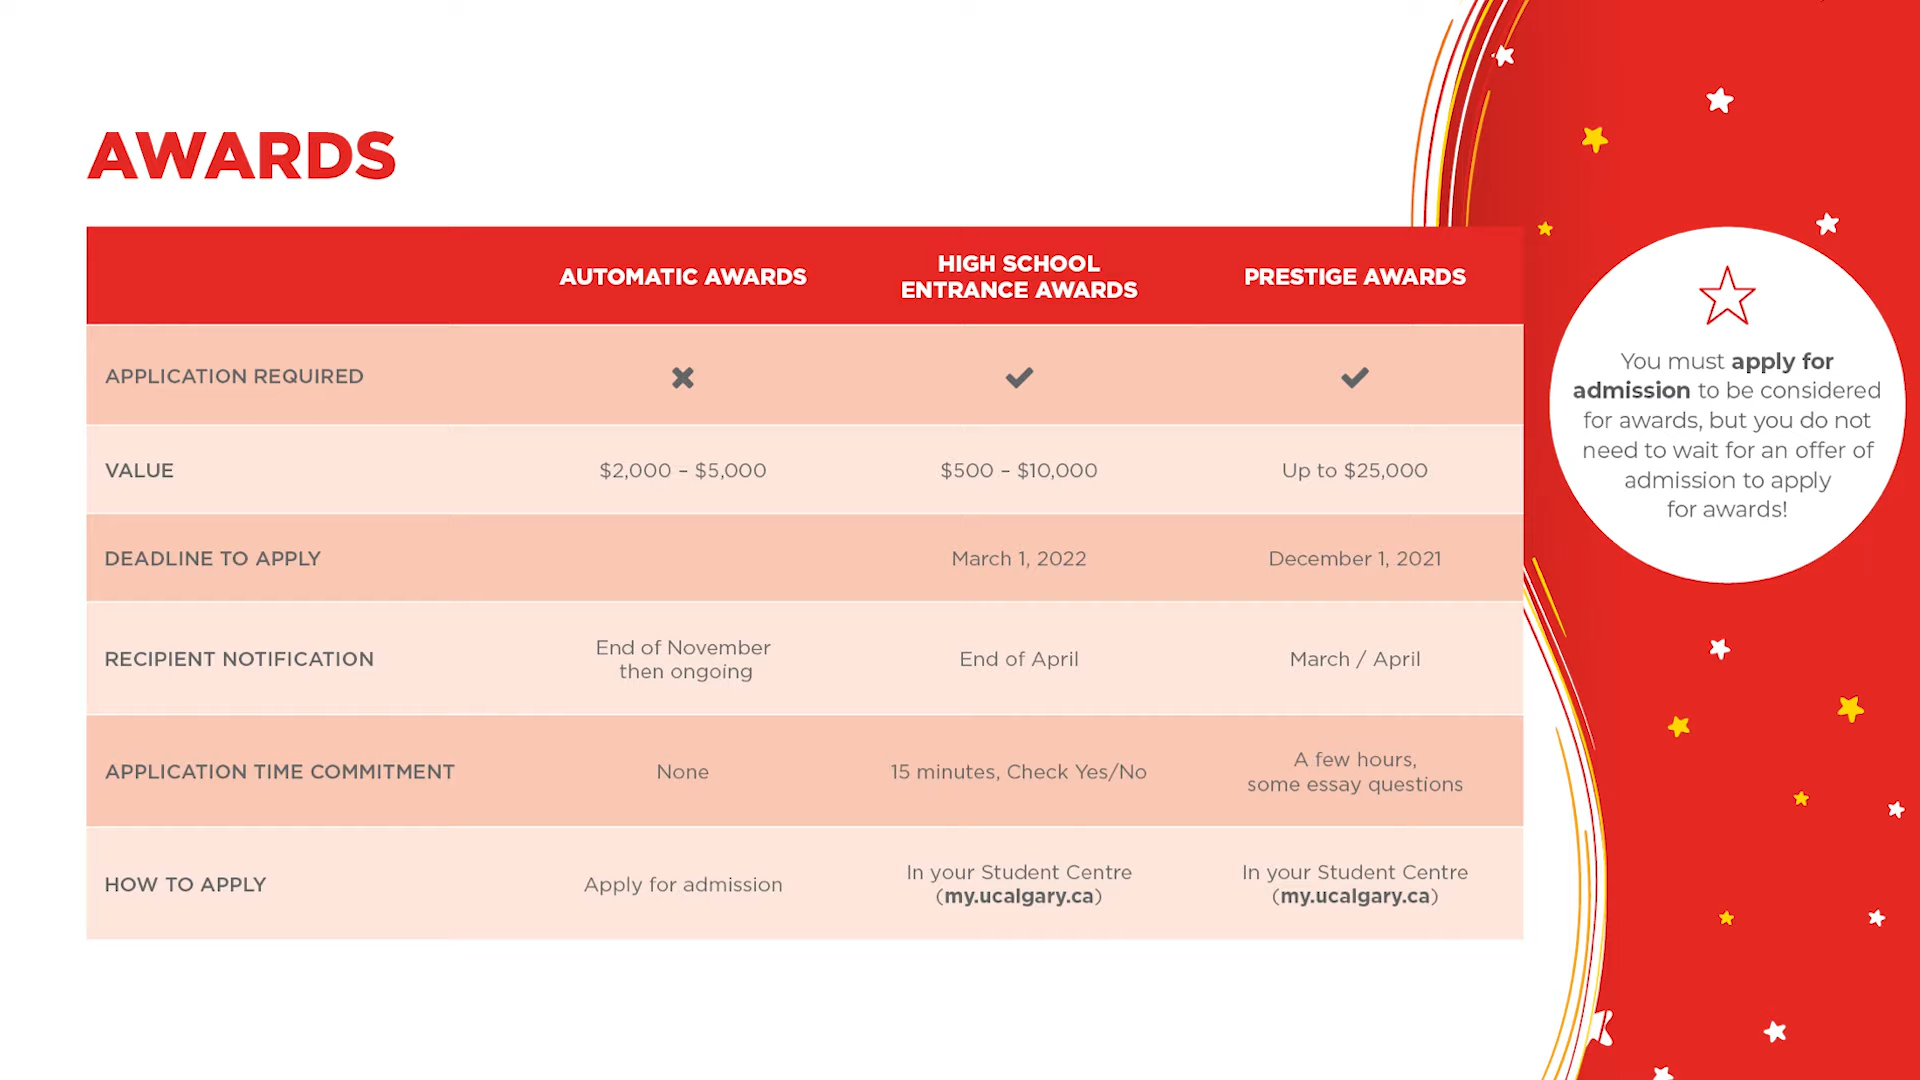 AWARDS
AUTOMATIC AWARDS
HIGH SCHOOL
ENTRANCE AWARDS
PRESTIGE AWARDS
APPLICATION REQUIRED
VALUE
$2,000 – $5,000
$500 – $10,000
Up to $25,000
DEADLINE TO APPLY
March 1, 2022
December 1, 2021
RECIPIENT NOTIFICATION
End of November
then ongoing
End of April
March / April
APPLICATION TIME COMMITMENT
None
15 minutes, Check Yes/No
A few hours,
some essay questions
HOW TO APPLY
Apply for admission
In your Student Centre
(my.ucalgary.ca)
In your Student Centre
(my.ucalgary.ca)
You must apply for
admission to be considered
for awards, but you do not
need to wait for an offer of
admission to apply
for awards!